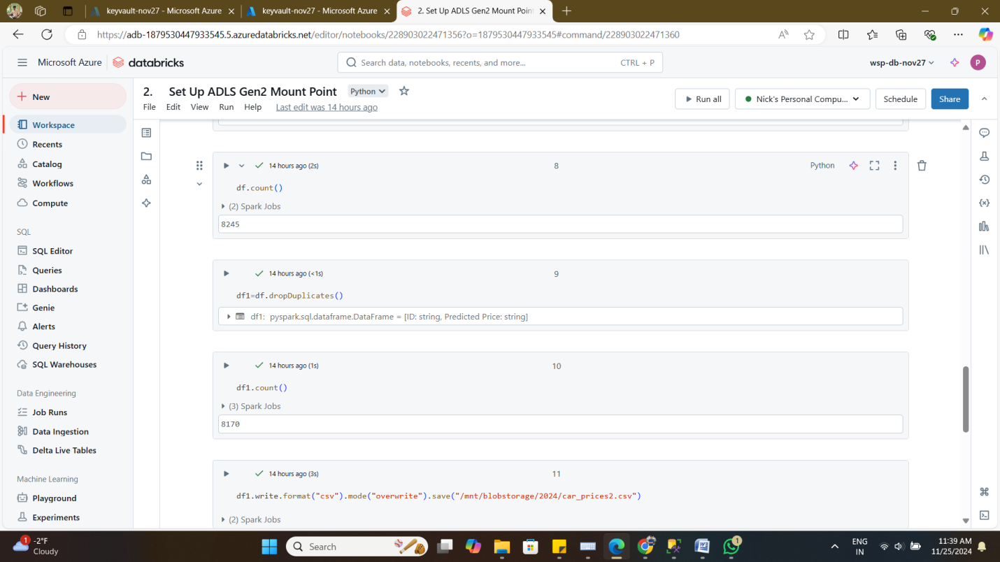 keyvault-nov27 - Microsoft Azure
keyvault-nov27 - Microsoft Azure
2. Set Up ADLS Gen2 Mount Point
https://adb-1879530447933545.5.azuredatabricks.net/editor/notebooks/228903022471356?o=1879530447933545#command/228903022471360
Microsoft Azure
databricks
Search data, notebooks, recents, and more...
CTRL + P
wsp-db-nov27
P
New
Workspace
Recents
Catalog
Workflows
Compute
SQL
SQL Editor
Queries
Dashboards
Genie
Alerts
Query History
SQL Warehouses
Data Engineering
Job Runs
Data Ingestion
Delta Live Tables
Machine Learning
Playground
Experiments
2. Set Up ADLS Gen2 Mount Point
Python
File Edit View Run Help Last edit was 14 hours ago
Run all
Nick's Personal Compu...
Schedule
Share
14 hours ago (2s)
8
Python
df.count()
(2) Spark Jobs
8245
14 hours ago (<1s)
9
df1=df.dropDuplicates()
df1: pyspark.sql.dataframe.DataFrame = [ID: string, Predicted Price: string]
14 hours ago (1s)
10
df1.count()
(3) Spark Jobs
8170
14 hours ago (3s)
11
df1.write.format("csv").mode("overwrite").save("/mnt/blobstorage/2024/car_prices2.csv")
(2) Spark Jobs
1
-2°F
Cloudy
Search
1
ENG
IN
11:39 AM
11/25/2024